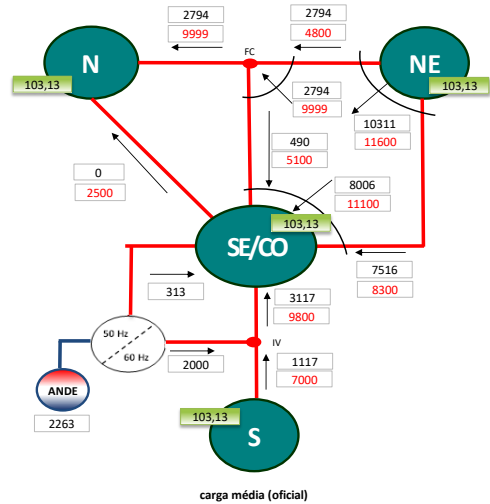 2794
9999
2794
4800
FC
N
103,13
NE
103,13
2794
9999
10311
11600
490
5100
0
2500
8006
11100
103,13
SE/CO
7516
8300
313
3117
9800
50 Hz
60 Hz
IV
2000
1117
7000
ANDE
2263
103,13
S
carga média (oficial)